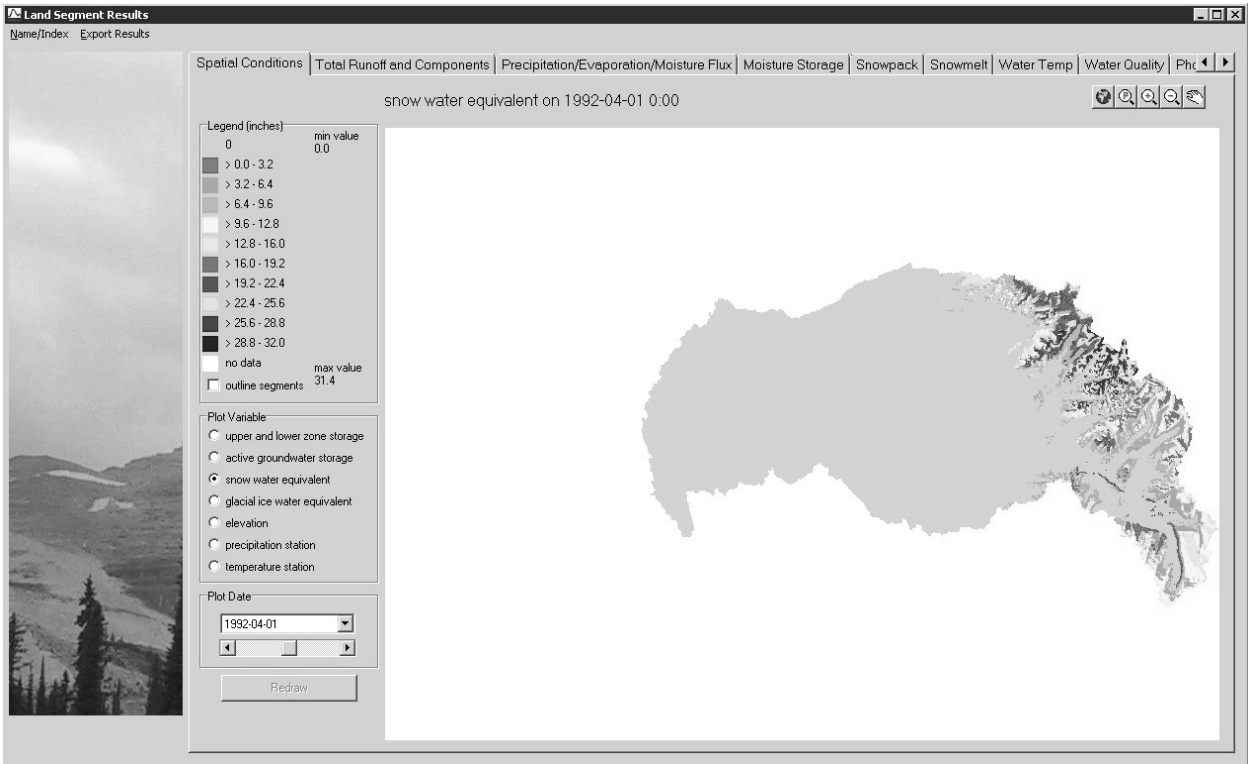 Land Segment Results
Name/Index Export Results
Spatial Conditions Total Runoff and Components Precipitation/Evaporation/Moisture Flux Moisture Storage Snowpack Snowmelt Water Temp Water Quality
snow water equivalent on 1992-04-01 0:00
Legend (inches)
0
min value
0.0
> 0.0 - 3.2
> 3.2 - 6.4
> 6.4 - 9.6
> 9.6 - 12.8
> 12.8 - 16.0
> 16.0 - 19.2
> 19.2 - 22.4
> 22.4 - 25.6
> 25.6 - 28.8
> 28.8 - 32.0
no data
max value
31.4
outline segments
Plot Variable
upper and lower zone storage
active groundwater storage
snow water equivalent
glacial ice water equivalent
elevation
precipitation station
temperature station
Plot Date
1992-04-01
Redraw